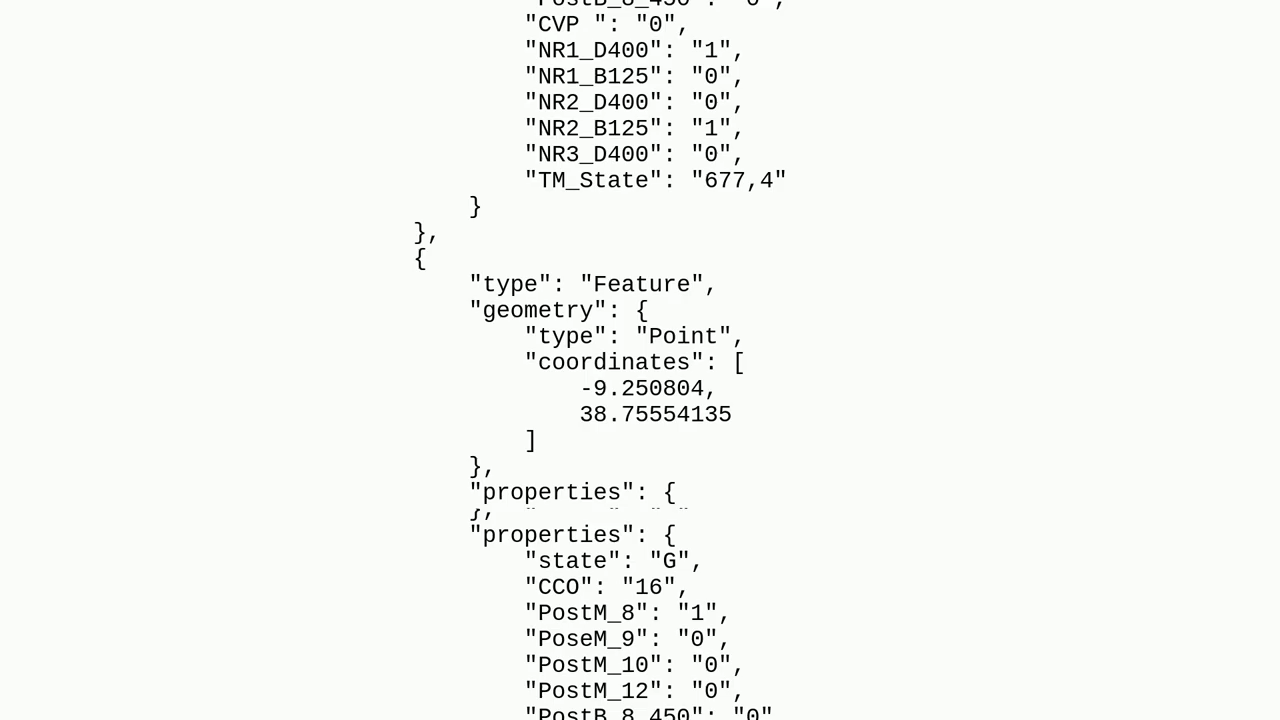 "CVP ": "0",
"NR1_D400": "1",
"NR1_B125": "0",
"NR2_D400": "0",
"NR2_B125": "1",
"NR3_D400": "0",
"TM_State": "677,4"
}
},
{
"type": "Feature",
"geometry": {
"type": "Point",
"coordinates": [
-9.250804,
38.75554135
]
},
"properties": {
"properties": {
"state": "G",
"CCO": "16",
"PostM_8": "1",
"PoseM_9": "0",
"PostM_10": "0",
"PostM_12": "0",
"PostB_8_450": "0"